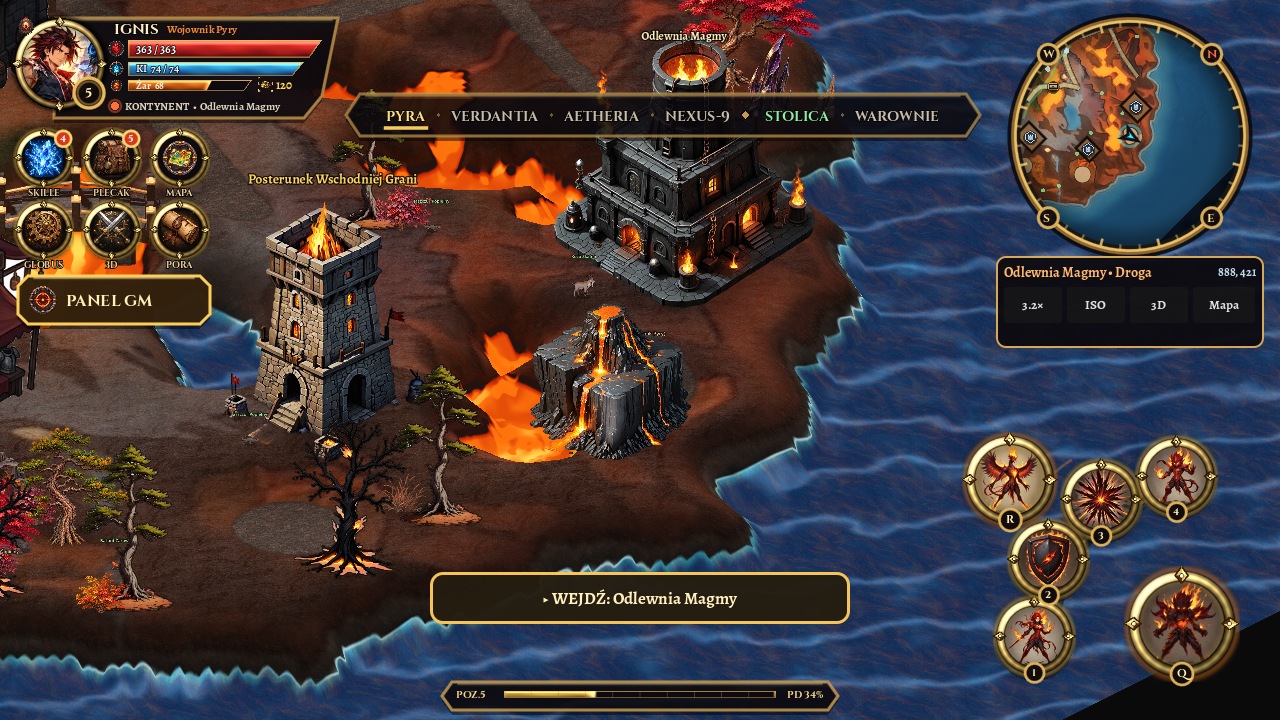 IGNIS Wojownik Pyry
363 / 363
KI 74 / 74
Żar 68
120
5
KONTYNENT • Odlewnia Magmy
4
5
SKILLE
PLECAK
MAPA
GLOBUS
3D
PORA
PANEL GM
Odlewnia Magmy
PYRA
VERDANTIA
AETHERIA
NEXUS-9
STOLICA
WAROWNIE
Posterunek Wschodniej Grani
W
N
S
E
Odlewnia Magmy • Droga
888, 421
3.2×
ISO
3D
Mapa
R
3
4
2
1
Q
▸ WEJDŹ: Odlewnia Magmy
POZ.5
PD 34%